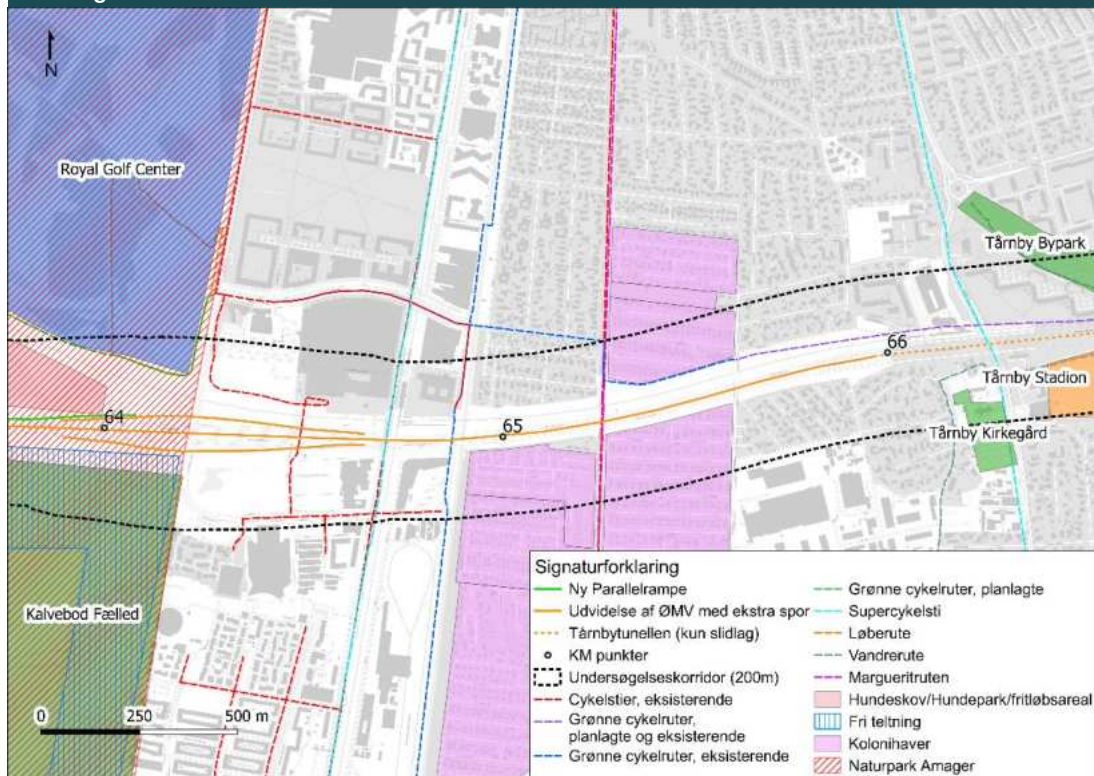 N
Royal Golf Center
Tårnby Bypark
66
Tårnby Stadion
64
65
Tårnby Kirkegård
Kalvebod Fælled
0 250 500 m
Signaturforklaring
Ny Parallelrampe
Udvidelse af ØMV med ekstra spor
Tårnbytunellen (kun slidlag)
KM punkter
Undersøgelseskorridor (200m)
Cykelstier, eksisterende
Grønne cykelruter,
planlagte og eksisterende
Grønne cykelruter, eksisterende
Grønne cykelruter, planlagte
Supercykelsti
Løberute
Vandrerute
Margueritruten
Hundeskov/Hundepark/fritløbsareal
Fri teltning
Kolonihaver
Naturpark Amager